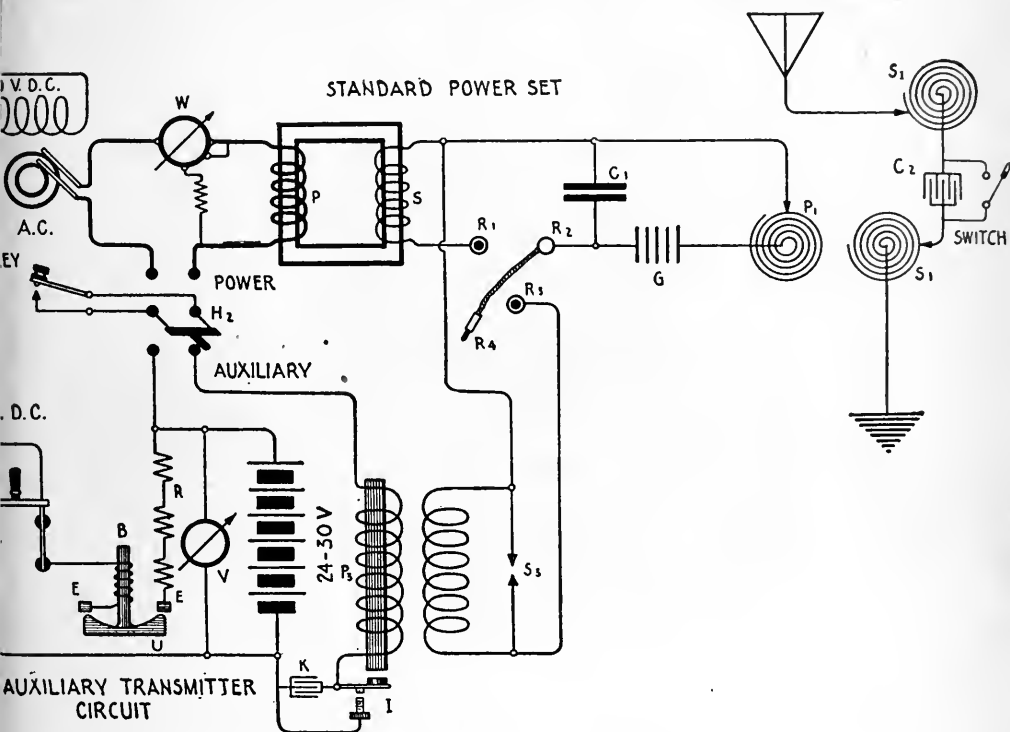 V. D.C.
W
STANDARD POWER SET
S1
P
S
C1
C2
A.C.
R1
R2
P1
S1
SWITCH
G
POWER
H2
R3
R4
AUXILIARY
. D.C.
R
B
V
24-30 V
P3
S3
E
E
U
K
I
AUXILIARY TRANSMITTER
CIRCUIT